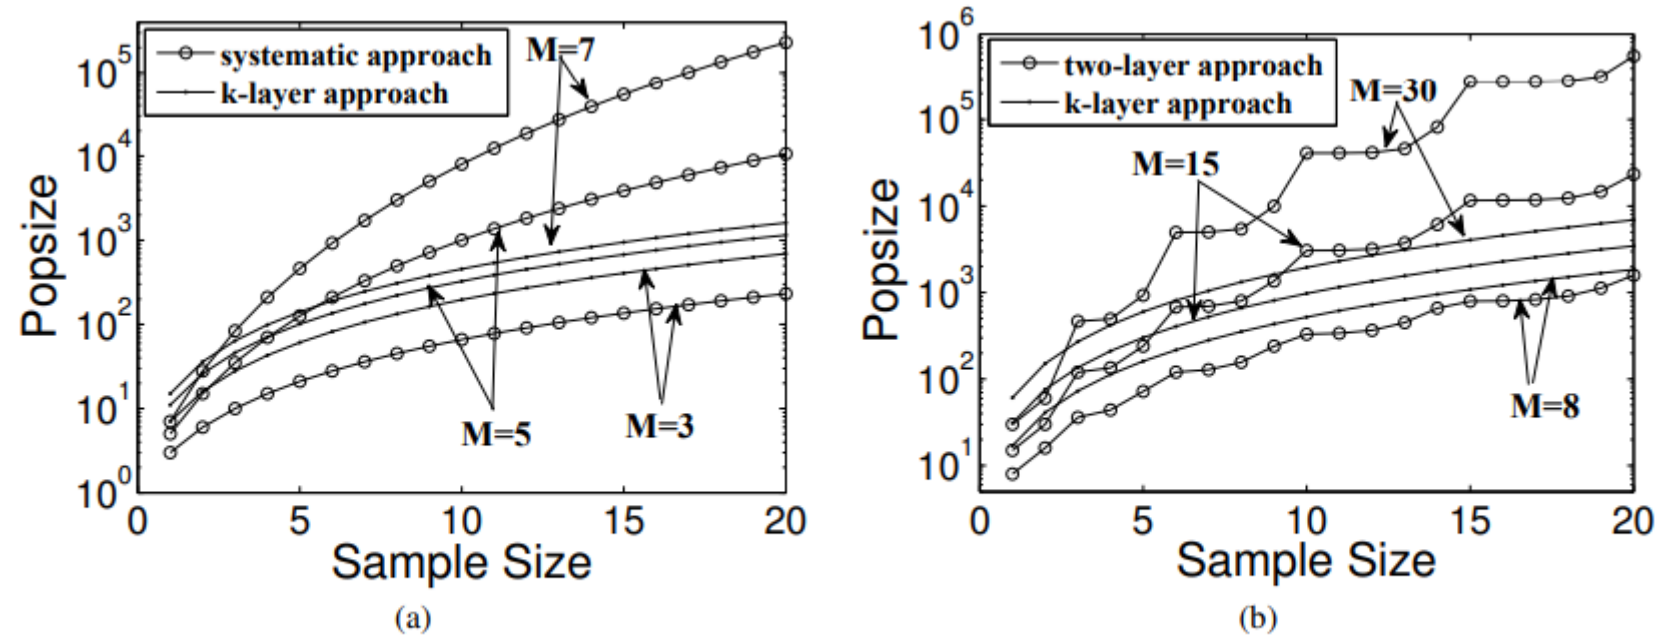 systematic approach
k-layer approach
M=7
M=5
M=3
10^5
10^4
10^3
10^2
10^1
10^0
Popsize
0 5 10 15 20
Sample Size
(a)
two-layer approach
k-layer approach
M=30
M=15
M=8
10^6
10^5
10^4
10^3
10^2
10^1
Popsize
0 5 10 15 20
Sample Size
(b)